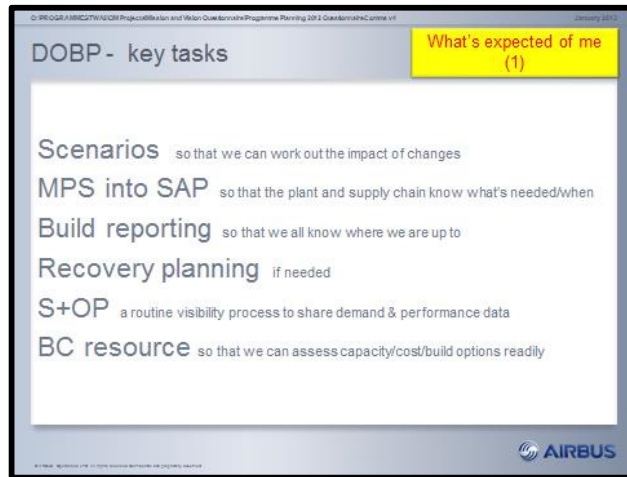 January 2012
DOBP - key tasks
What's expected of me
(1)
Scenarios so that we can work out the impact of changes
MPS into SAP so that the plant and supply chain know what's needed/when
Build reporting so that we all know where we are up to
Recovery planning if needed
S+OP a routine visibility process to share demand & performance data
BC resource so that we can assess capacity/cost/build options readily
AIRBUS